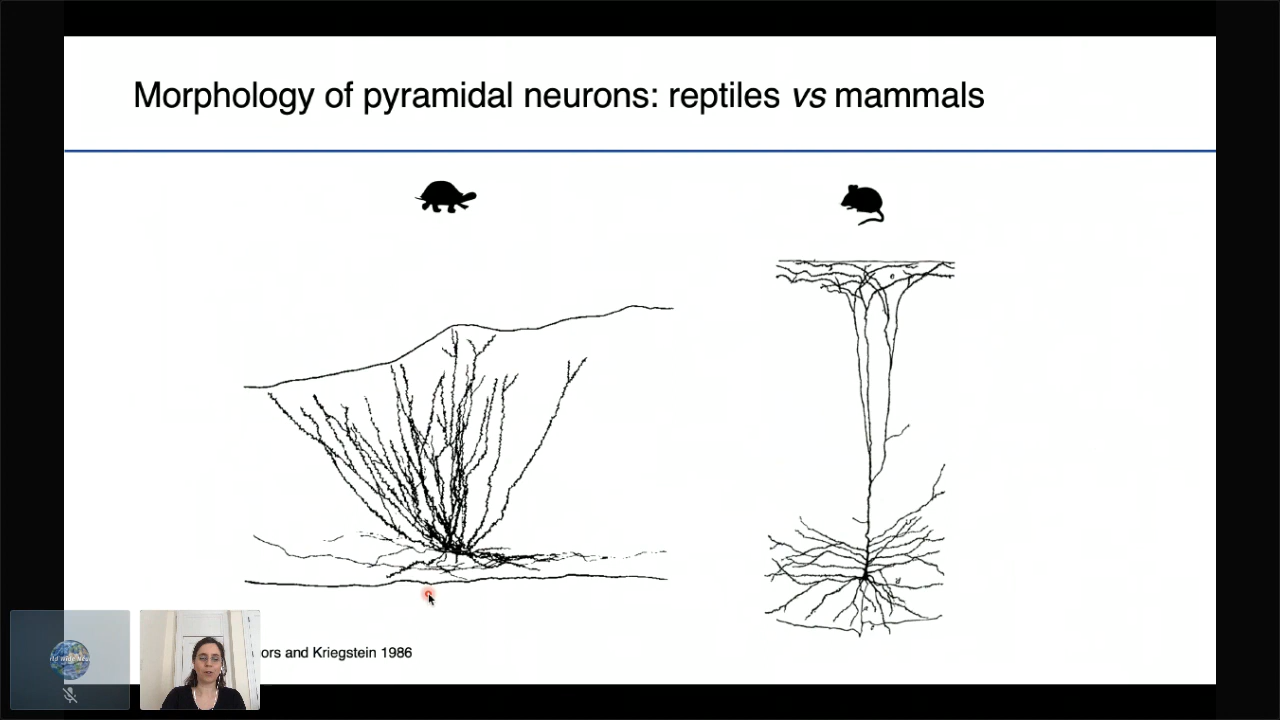 Morphology of pyramidal neurons: reptiles vs mammals
ors and Kriegstein 1986